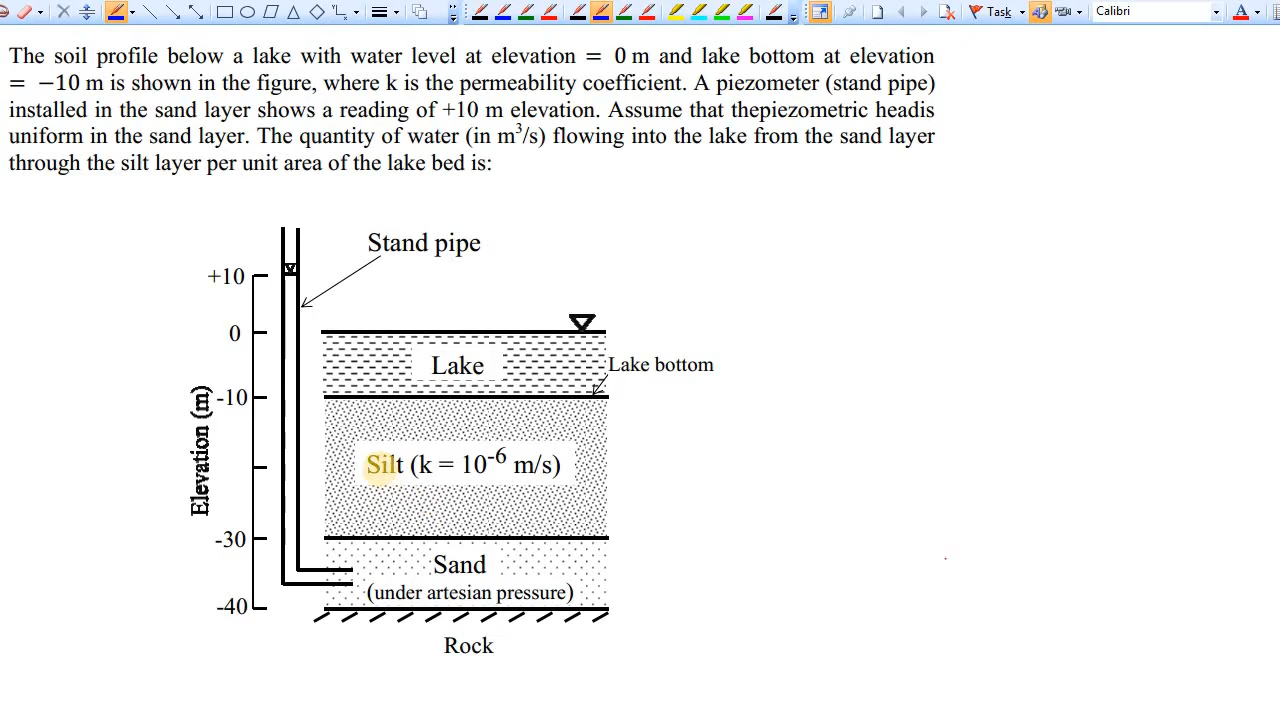 Task
Calibri
A
The soil profile below a lake with water level at elevation = 0 m and lake bottom at elevation
= −10 m is shown in the figure, where k is the permeability coefficient. A piezometer (stand pipe)
installed in the sand layer shows a reading of +10 m elevation. Assume that thepiezometric headis
uniform in the sand layer. The quantity of water (in m³/s) flowing into the lake from the sand layer
through the silt layer per unit area of the lake bed is:
Stand pipe
+10
0
Lake
Lake bottom
-10
Elevation (m)
Silt (k = 10⁻⁶ m/s)
-30
Sand
(under artesian pressure)
-40
Rock